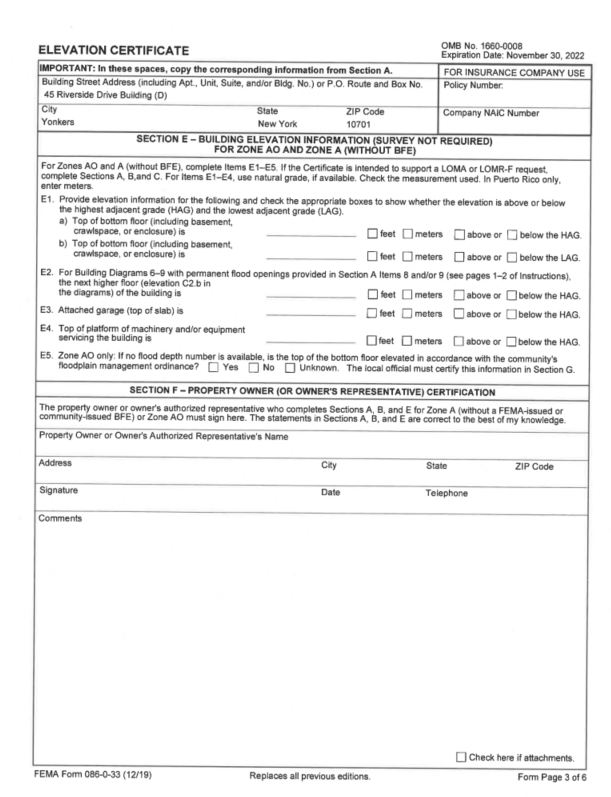 ELEVATION CERTIFICATE
OMB No. 1660-0008
Expiration Date: November 30, 2022
IMPORTANT: In these spaces, copy the corresponding information from Section A.
FOR INSURANCE COMPANY USE
Building Street Address (including Apt., Unit, Suite, and/or Bldg. No.) or P.O. Route and Box No.
Policy Number:
45 Riverside Drive Building (D)
City State ZIP Code
Company NAIC Number
Yonkers New York 10701
SECTION E – BUILDING ELEVATION INFORMATION (SURVEY NOT REQUIRED)
FOR ZONE AO AND ZONE A (WITHOUT BFE)
For Zones AO and A (without BFE), complete Items E1–E5. If the Certificate is intended to support a LOMA or LOMR-F request,
complete Sections A, B,and C. For Items E1–E4, use natural grade, if available. Check the measurement used. In Puerto Rico only,
enter meters.
E1. Provide elevation information for the following and check the appropriate boxes to show whether the elevation is above or below
the highest adjacent grade (HAG) and the lowest adjacent grade (LAG).
a) Top of bottom floor (including basement,
crawlspace, or enclosure) is feet meters above or below the HAG.
b) Top of bottom floor (including basement,
crawlspace, or enclosure) is feet meters above or below the LAG.
E2. For Building Diagrams 6–9 with permanent flood openings provided in Section A Items 8 and/or 9 (see pages 1–2 of Instructions),
the next higher floor (elevation C2.b in
the diagrams) of the building is feet meters above or below the HAG.
E3. Attached garage (top of slab) is feet meters above or below the HAG.
E4. Top of platform of machinery and/or equipment
servicing the building is feet meters above or below the HAG.
E5. Zone AO only: If no flood depth number is available, is the top of the bottom floor elevated in accordance with the community's
floodplain management ordinance? Yes No Unknown. The local official must certify this information in Section G.
SECTION F – PROPERTY OWNER (OR OWNER'S REPRESENTATIVE) CERTIFICATION
The property owner or owner's authorized representative who completes Sections A, B, and E for Zone A (without a FEMA-issued or
community-issued BFE) or Zone AO must sign here. The statements in Sections A, B, and E are correct to the best of my knowledge.
Property Owner or Owner's Authorized Representative's Name
Address City State ZIP Code
Signature Date Telephone
Comments
Check here if attachments.
FEMA Form 086-0-33 (12/19) Replaces all previous editions. Form Page 3 of 6